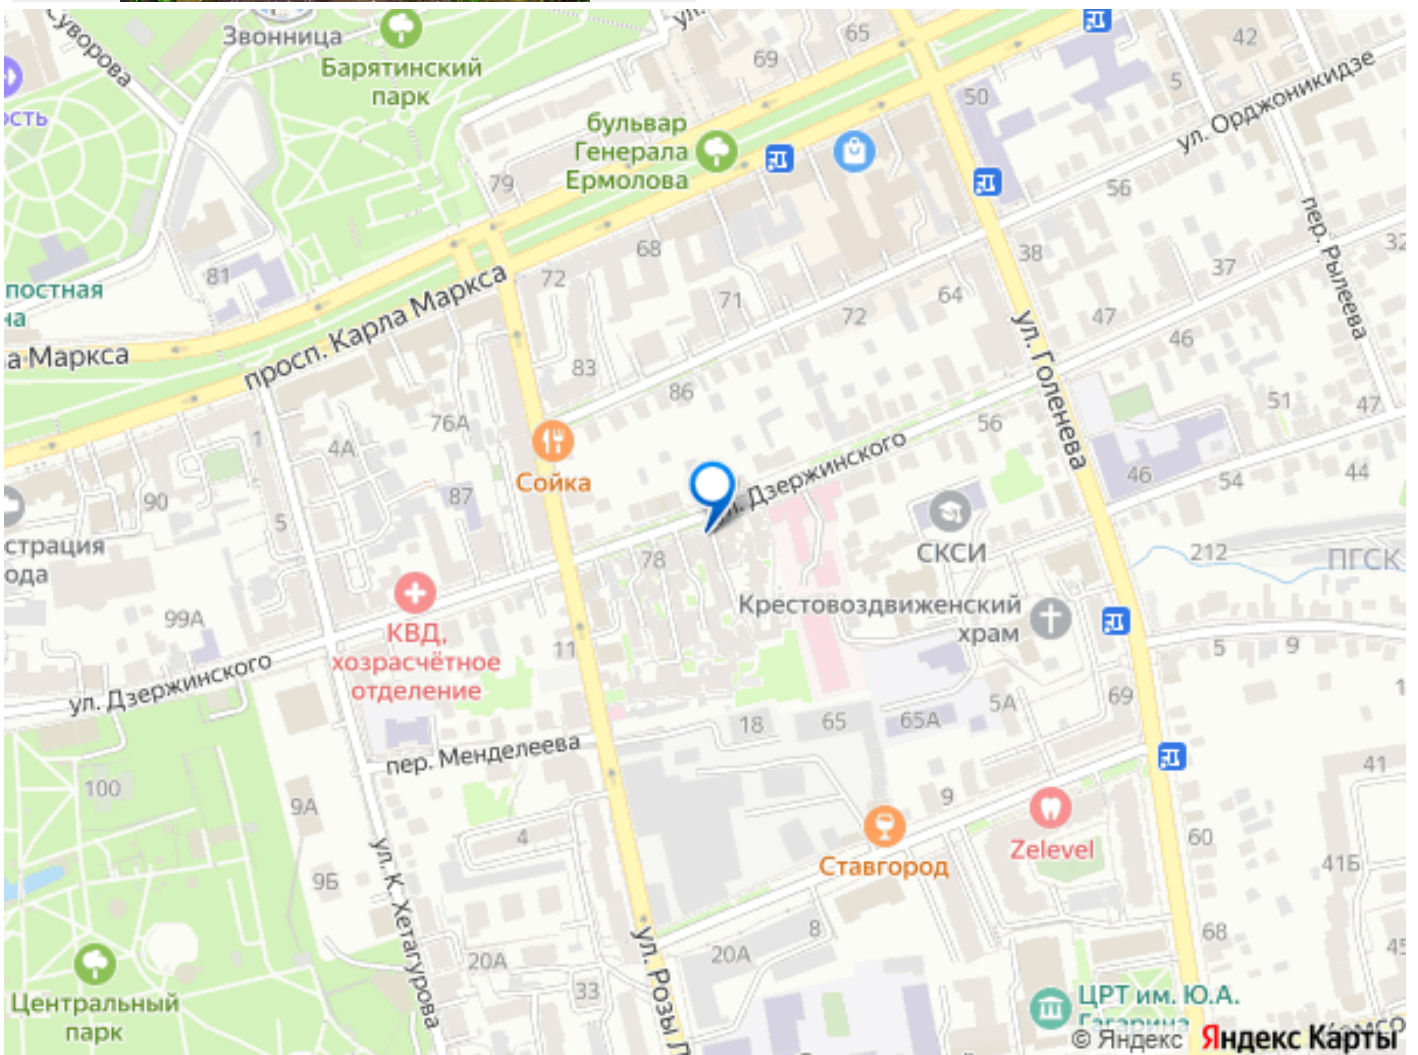 Суворова
Звонница
Барятинский
парк
ул.
65
69
42
5
50
ул. Орджоникидзе
ость
бульвар
Генерала
Ермолова
79
56
пер. Рылеева
81
68
72
38
37
32
постная
на
просп. Карла Маркса
71
64
72
47
46
ул. Голенева
а Маркса
83
86
76А
1
4А
51
47
56
Сойка
ул. Дзержинского
87
90
5
46
54
44
страция
ода
78
СКСИ
212
ПГСК
99А
КВД,
хозрасчётное
отделение
Крестовоздвиженский
храм
11
5
9
1
ул. Дзержинского
5А
69
18
65
65А
пер. Менделеева
100
9А
9
41
4
Zelevel
60
Ставгород
41Б
9Б
ул. К. Хетагурова
8
68
ул. Розы Л
20А
20А
45
33
Центральный
парк
ЦРТ им. Ю.А.
Гагарина
© Яндекс Яндекс Карты